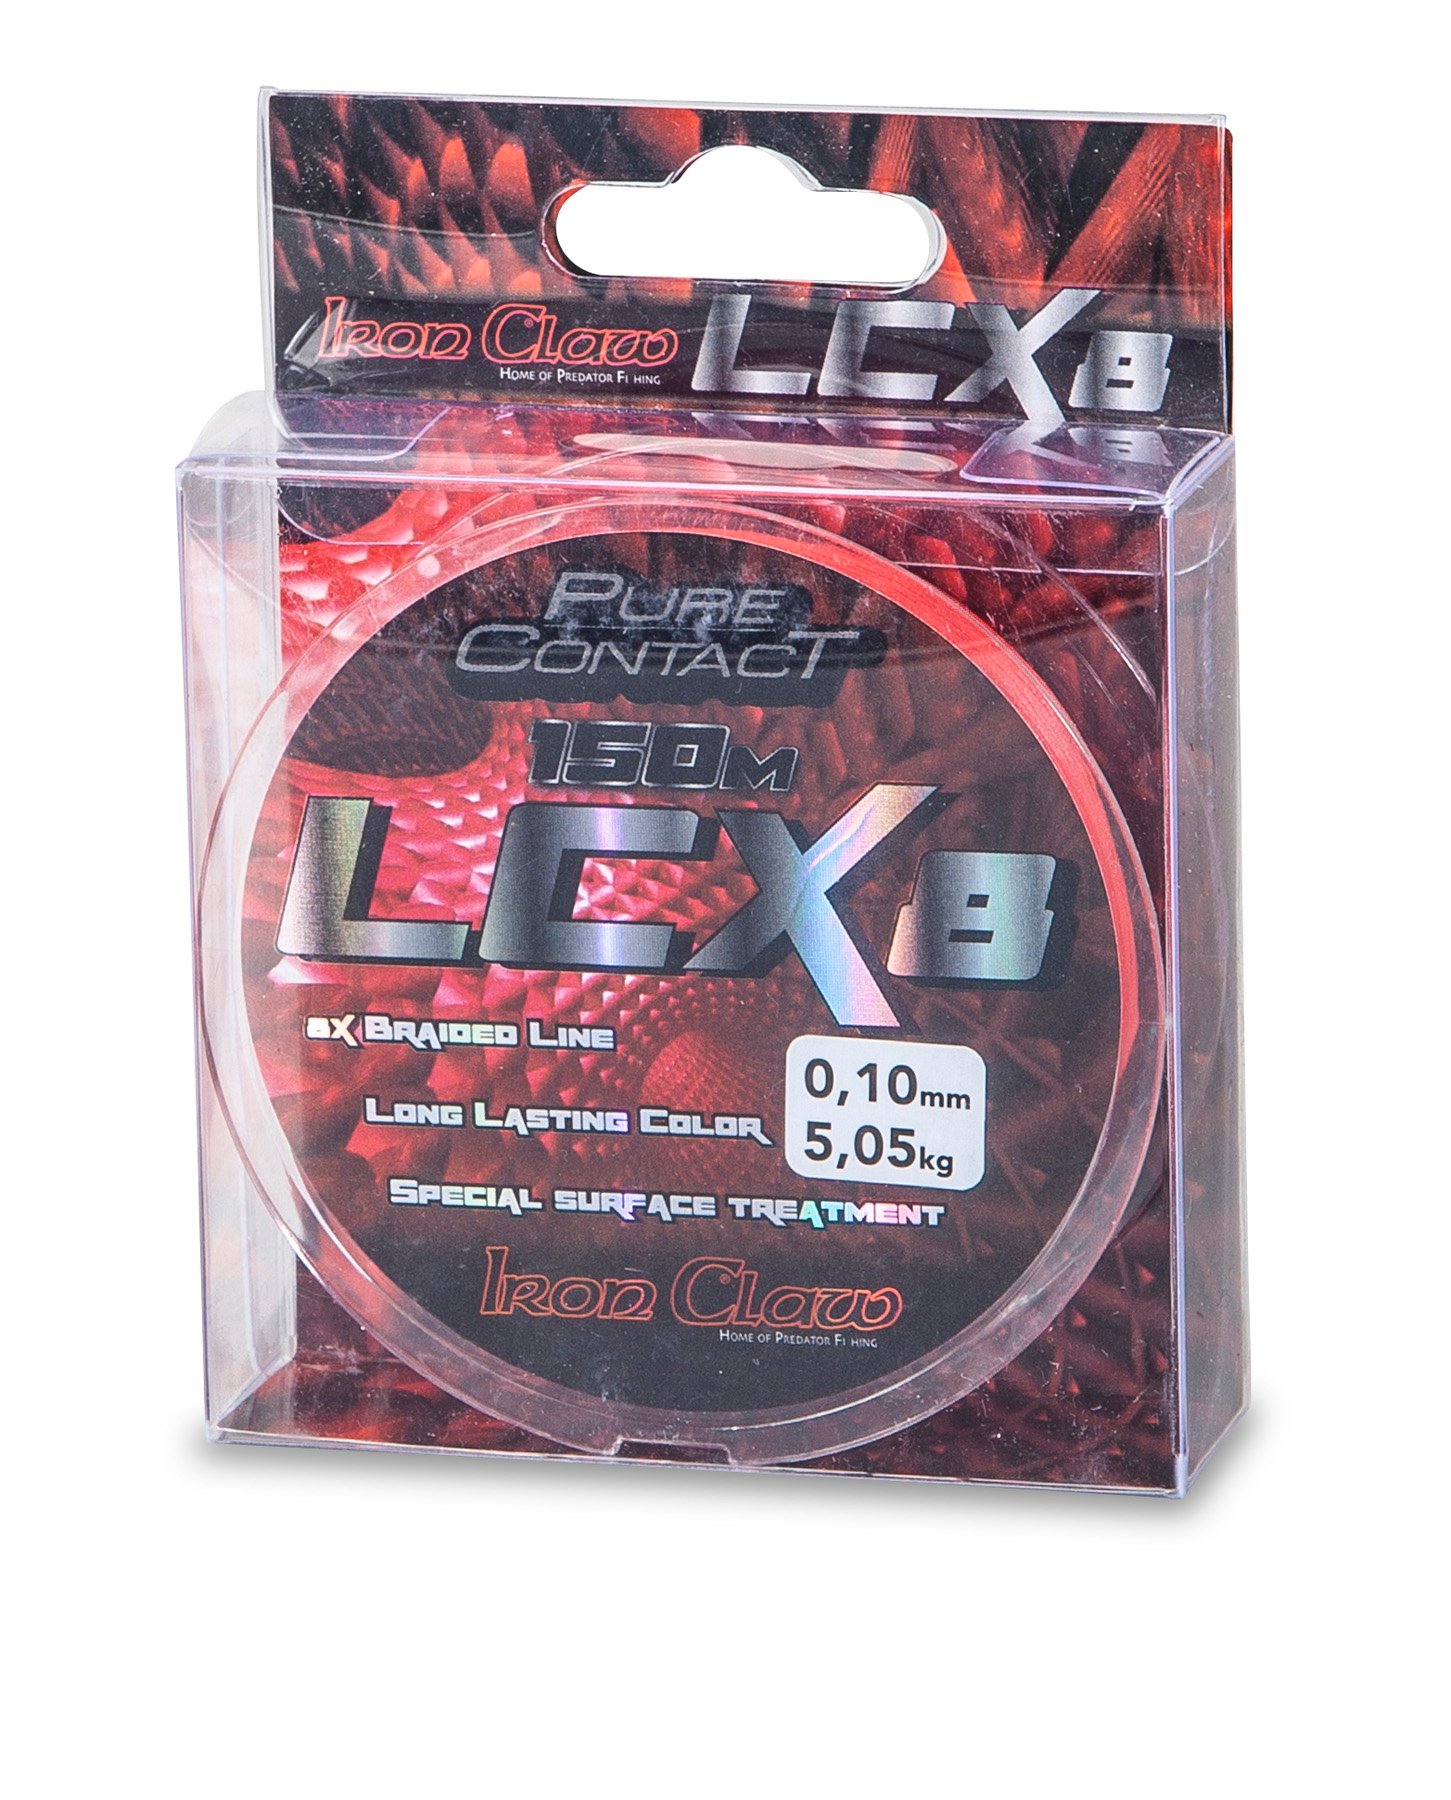 Iron Claw LCX8
Home of Predator Fi hing
Pure
Contact
150m
LCX8
8X Braided Line
0,10mm
Long Lasting Color
5,05kg
Special surface treatment
Iron Claw
Home of Predator Fi hing